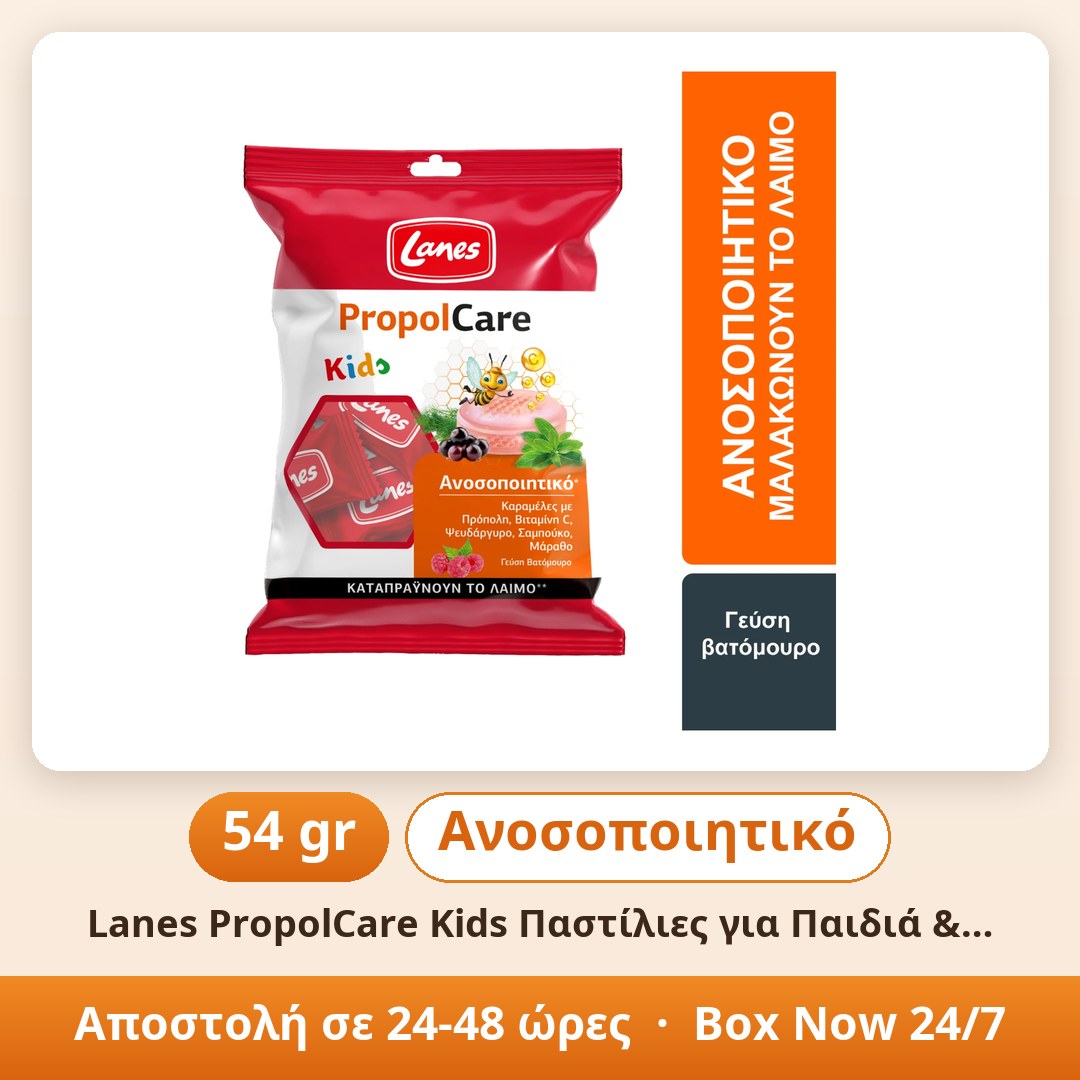 Lanes
PropolCare
Kids
C
C
C
Lanes
Lanes
Ανοσοποιητικό*
Καραμέλες με
Πρόπολη, Βιταμίνη C,
Ψευδάργυρο, Σαμπούκο,
Μάραθο
Γεύση Βατόμουρο
ΚΑΤΑΠΡΑΫΝΟΥΝ ΤΟ ΛΑΙΜΟ**
ΑΝΟΣΟΠΟΙΗΤΙΚΟ
ΜΑΛΑΚΩΝΟΥΝ ΤΟ ΛΑΙΜΟ
Γεύση
βατόμουρο
54 gr
Ανοσοποιητικό
Lanes PropolCare Kids Παστίλιες για Παιδιά &...
Αποστολή σε 24-48 ώρες · Box Now 24/7